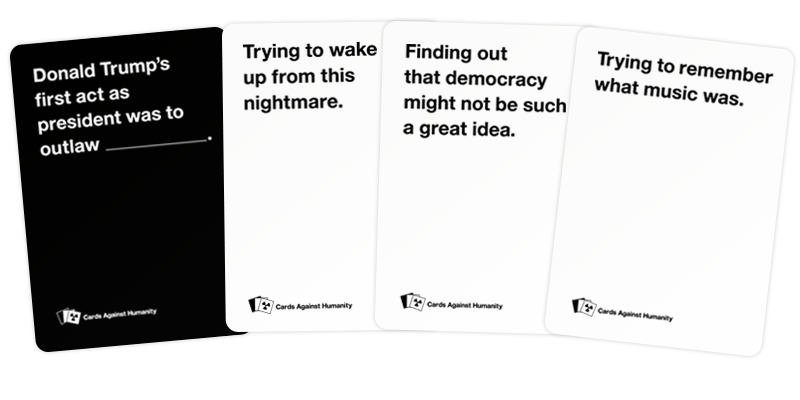 Donald Trump's
first act as
president was to
outlaw __________.
Cards Against Humanity
Trying to wake
up from this
nightmare.
Cards Against Humanity
Finding out
that democracy
might not be such
a great idea.
Cards Against Humanity
Trying to remember
what music was.
Cards Against Humanity